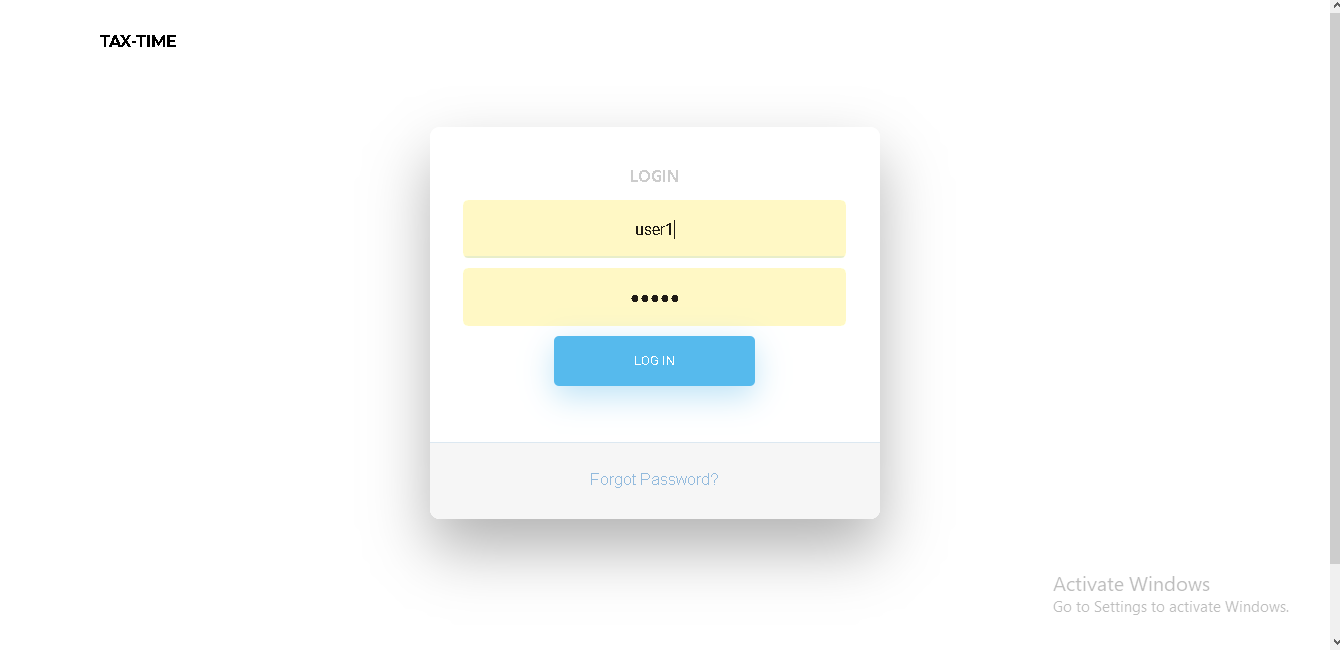 TAX-TIME
LOGIN
user1
•••••
LOG IN
Forgot Password?
Activate Windows
Go to Settings to activate Windows.